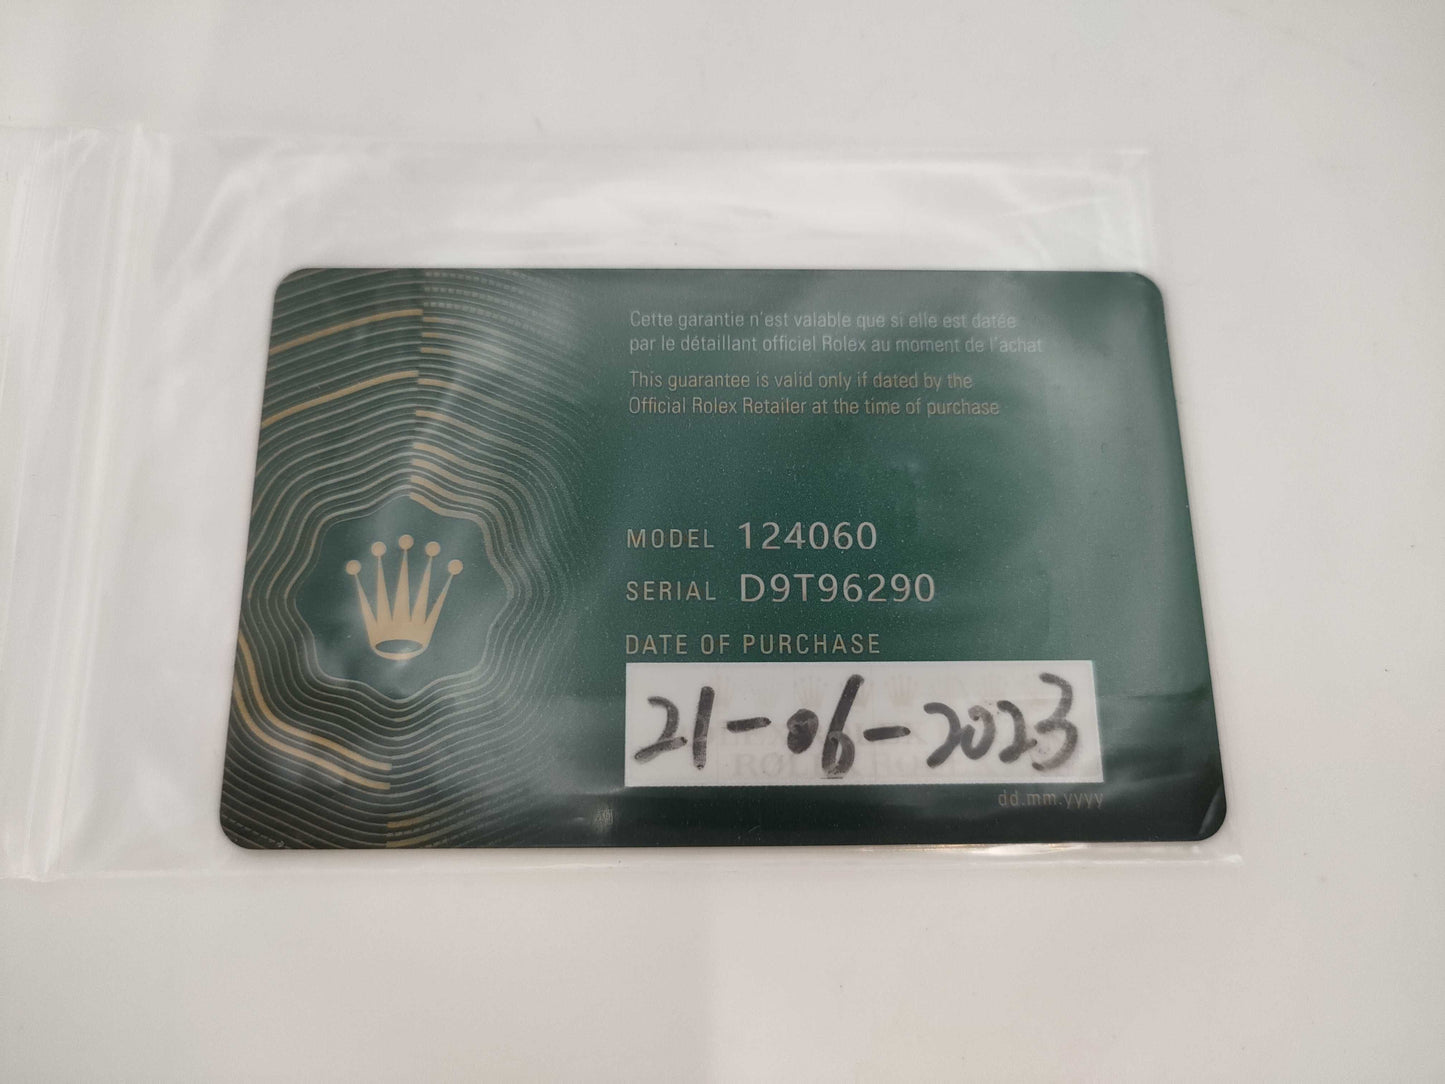 Cette garantie n'est valable que si elle est datée
par le détaillant officiel Rolex au moment de l'achat
This guarantee is valid only if dated by the
Official Rolex Retailer at the time of purchase
MODEL 124060
SERIAL D9T96290
DATE OF PURCHASE
21-06-2023
ROLEX
dd.mm.yyyy